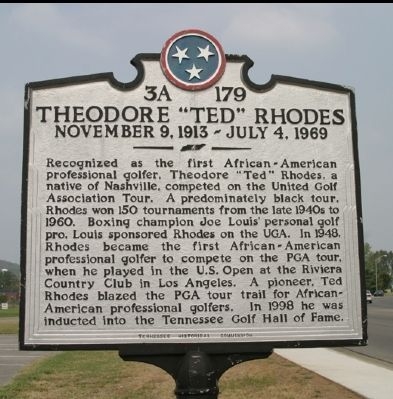 3A 179
THEODORE "TED" RHODES
NOVEMBER 9, 1913 - JULY 4, 1969
Recognized as the first African-American
professional golfer, Theodore "Ted" Rhodes, a
native of Nashville, competed on the United Golf
Association Tour. A predominately black tour,
Rhodes won 150 tournaments from the late 1940s to
1960. Boxing champion Joe Louis' personal golf
pro, Louis sponsored Rhodes on the UGA. In 1948,
Rhodes became the first African-American
professional golfer to compete on the PGA tour,
when he played in the U.S. Open at the Riviera
Country Club in Los Angeles. A pioneer, Ted
Rhodes blazed the PGA tour trail for African-
American professional golfers. In 1998 he was
inducted into the Tennessee Golf Hall of Fame.
TENNESSEE HISTORICAL COMMISSION